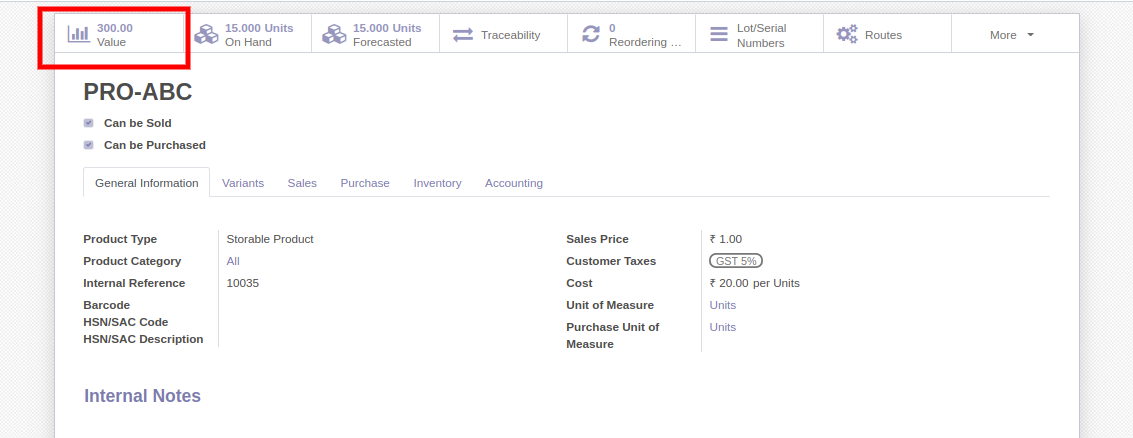 300.00
Value
15.000 Units
On Hand
15.000 Units
Forecasted
Traceability
0
Reordering ...
Lot/Serial
Numbers
Routes
More
PRO-ABC
Can be Sold
Can be Purchased
General Information
Variants
Sales
Purchase
Inventory
Accounting
Product Type Storable Product
Product Category All
Internal Reference 10035
Barcode
HSN/SAC Code
HSN/SAC Description
Sales Price ₹ 1.00
Customer Taxes GST 5%
Cost ₹ 20.00 per Units
Unit of Measure Units
Purchase Unit of Units
Measure
Internal Notes